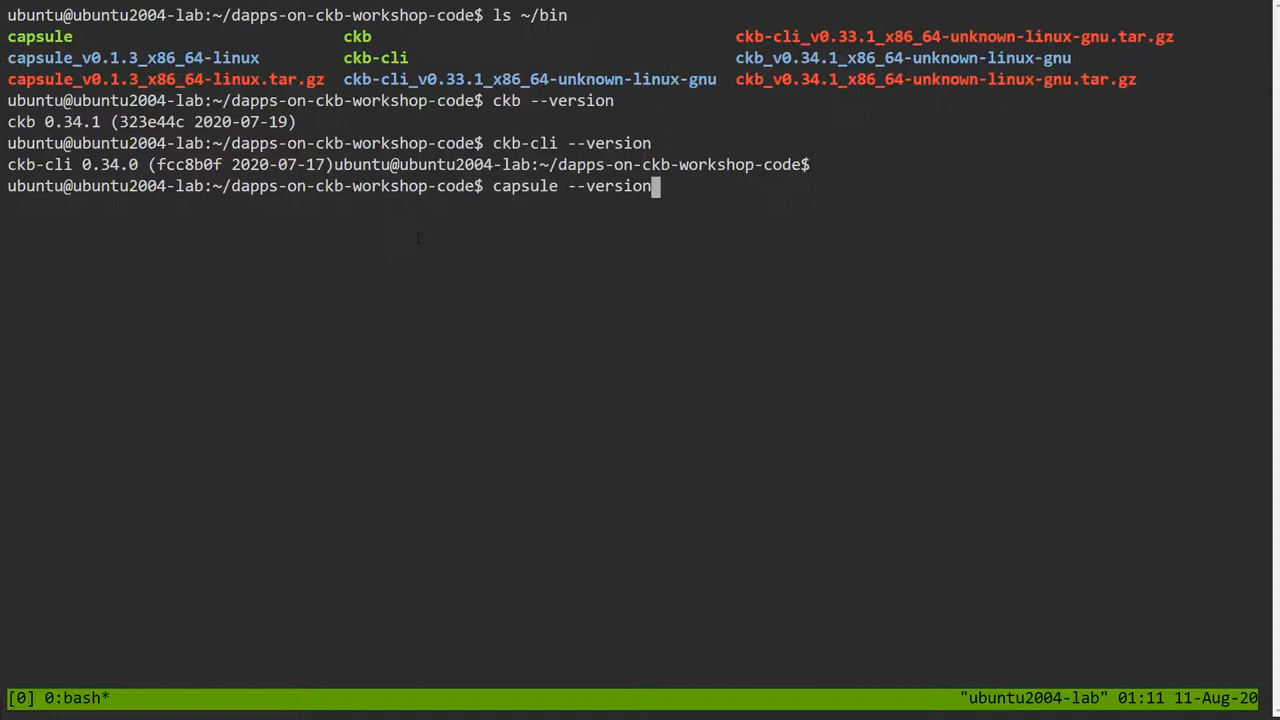 ubuntu@ubuntu2004-lab:~/dapps-on-ckb-workshop-code$ ls ~/bin
capsule ckb ckb-cli_v0.33.1_x86_64-unknown-linux-gnu.tar.gz
capsule_v0.1.3_x86_64-linux ckb-cli ckb_v0.34.1_x86_64-unknown-linux-gnu
capsule_v0.1.3_x86_64-linux.tar.gz ckb-cli_v0.33.1_x86_64-unknown-linux-gnu ckb_v0.34.1_x86_64-unknown-linux-gnu.tar.gz
ubuntu@ubuntu2004-lab:~/dapps-on-ckb-workshop-code$ ckb --version
ckb 0.34.1 (323e44c 2020-07-19)
ubuntu@ubuntu2004-lab:~/dapps-on-ckb-workshop-code$ ckb-cli --version
ckb-cli 0.34.0 (fcc8b0f 2020-07-17)ubuntu@ubuntu2004-lab:~/dapps-on-ckb-workshop-code$
ubuntu@ubuntu2004-lab:~/dapps-on-ckb-workshop-code$ capsule --version
[0] 0:bash* "ubuntu2004-lab" 01:11 11-Aug-20